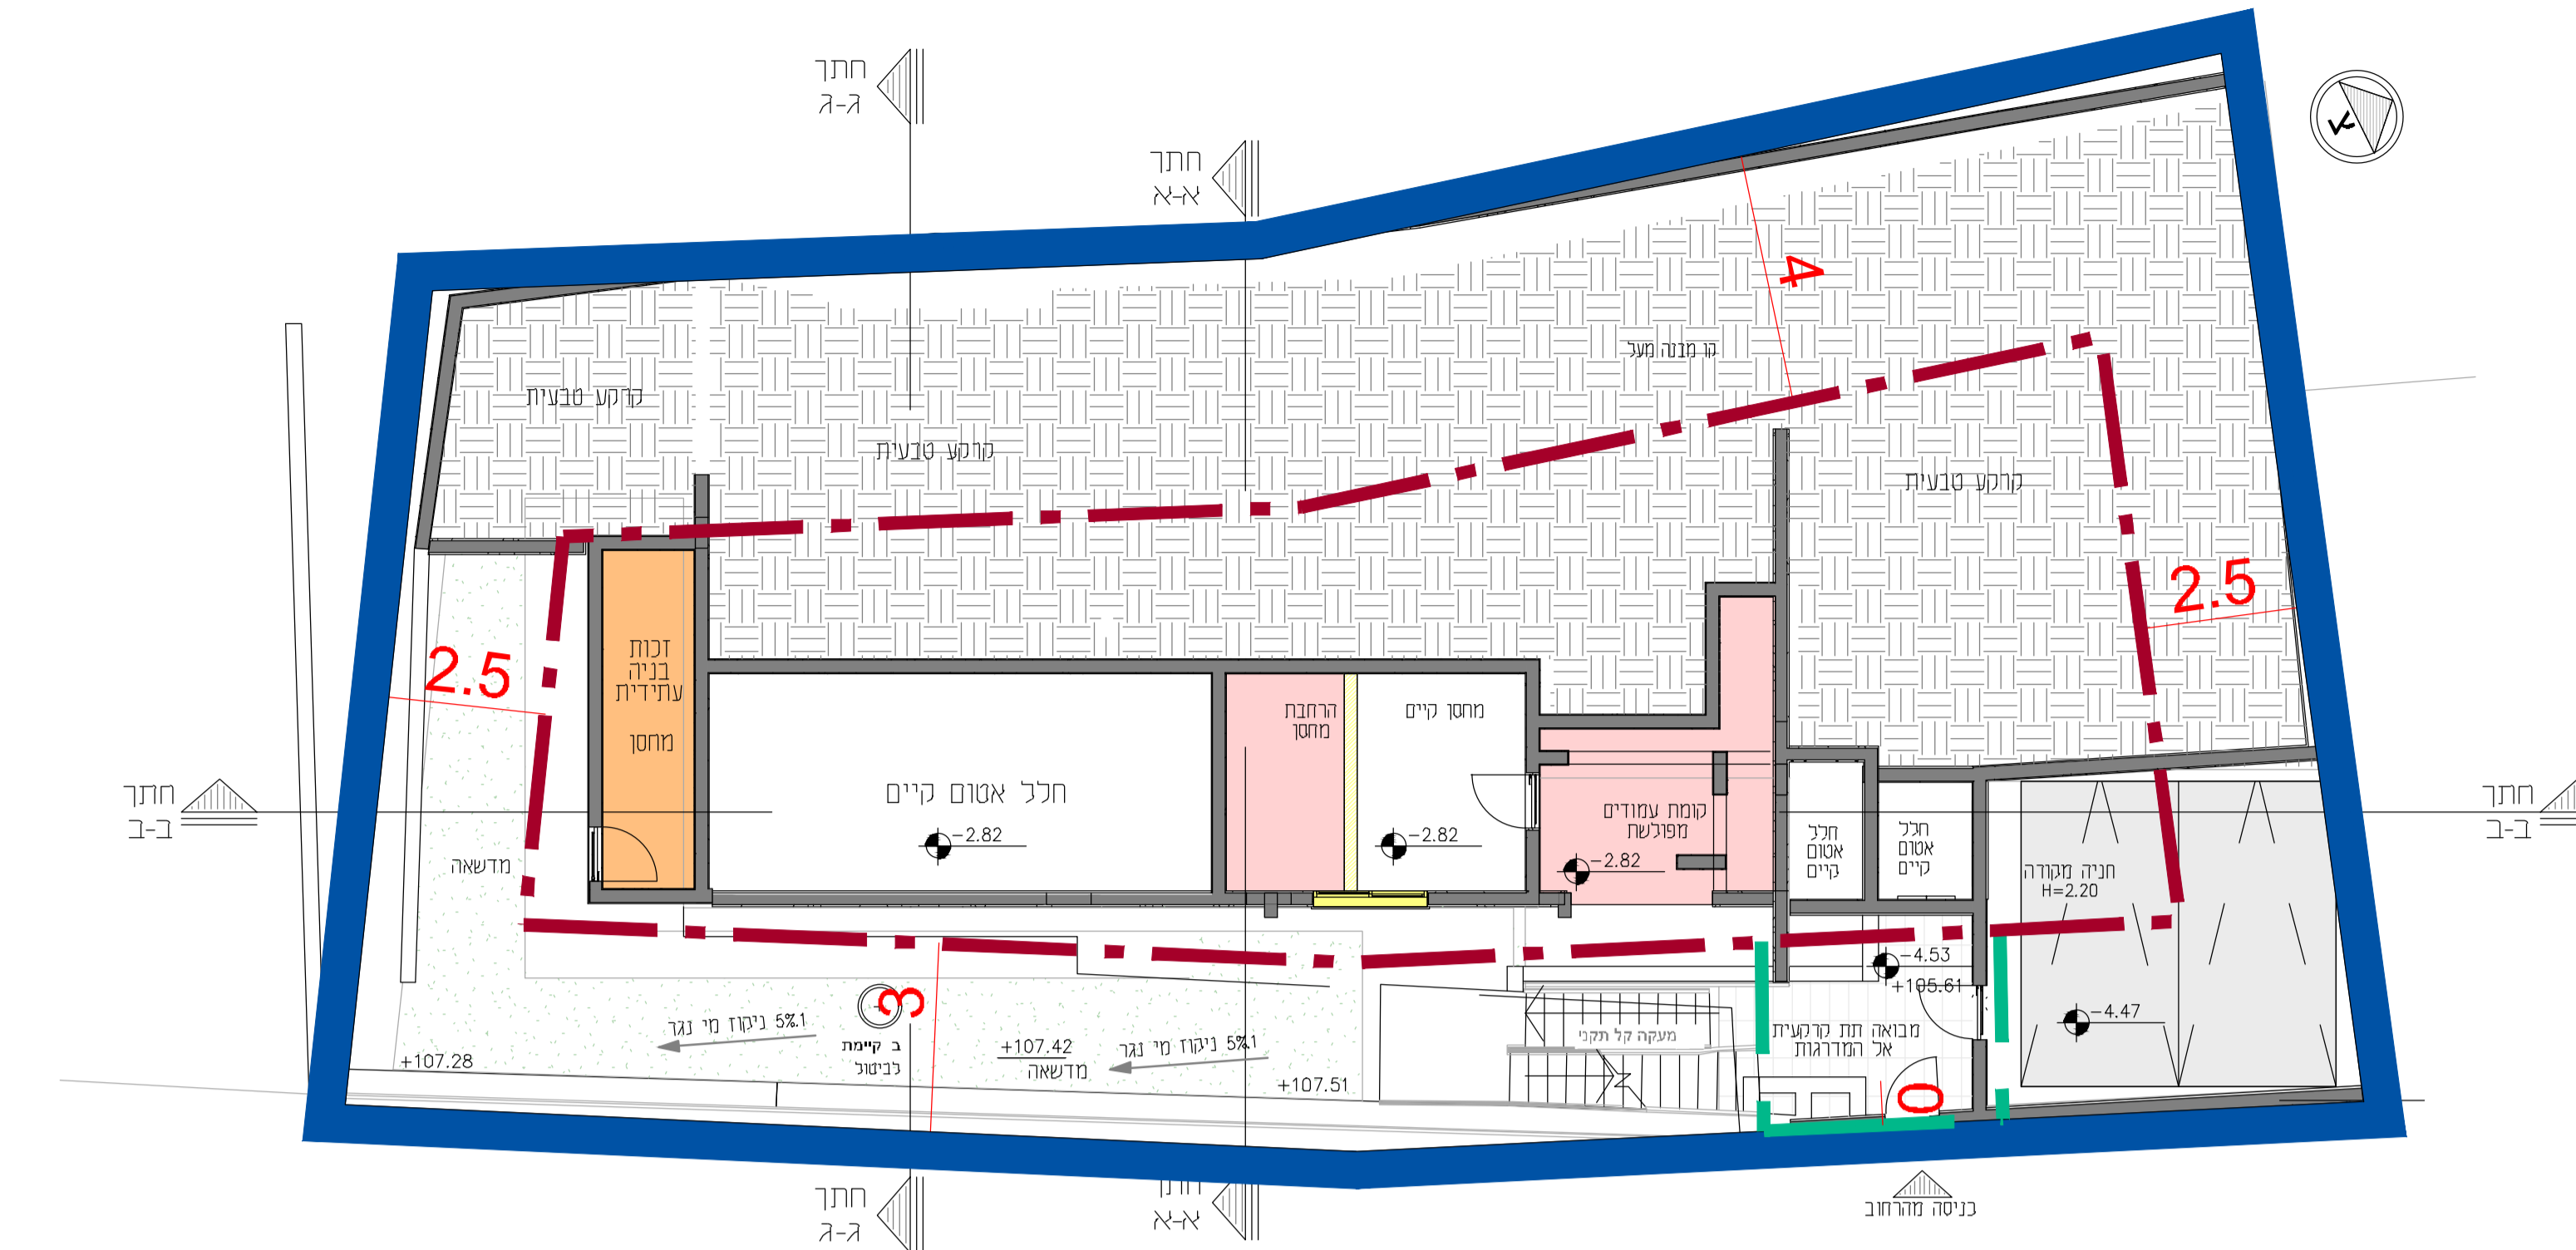 חתך
ג-ג
חתך
א-א
4
קו מבנה מעל
קרקע טבעית
קרקע טבעית
קרקע טבעית
2.5
2.5
זכות
בניה
עתידית
מחסן
הרחבת
מחסן
מחסן קיים
חלל אטום קיים
-2.82
-2.82
-2.82
קומת עמודים
מפולשת
חלל
אטום
קיים
חלל
אטום
קיים
חניה מקורה
H=2.20
חתך
ב-ב
חתך
ב-ב
מדשאה
-4.53
+105.61
-4.47
3
מבואה תת קרקעית
אל המדרגות
מעקה קל תקני
ניקוז מי נגר 5%.1
ניקוז מי נגר 5%.1
ב קיימת
לביטול
+107.42
מדשאה
+107.28
+107.51
0
חתך
ג-ג
חתך
א-א
כניסה מהרחוב